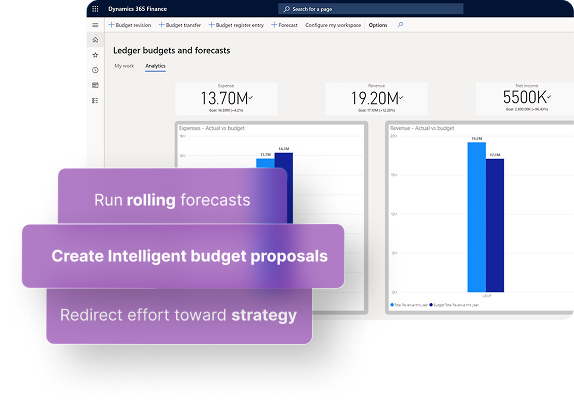 Dynamics 365 Finance
Search for a page
Budget revision
Budget transfer
Budget register entry
Forecast
Configure my workspace
Options
Ledger budgets and forecasts
My work
Analytics
Expense
13.70M
Revenue
19.20M
Net income
5500K
Expenses - Actual vs budget
Revenue - Actual vs budget
Run rolling forecasts
Create Intelligent budget proposals
Redirect effort toward strategy